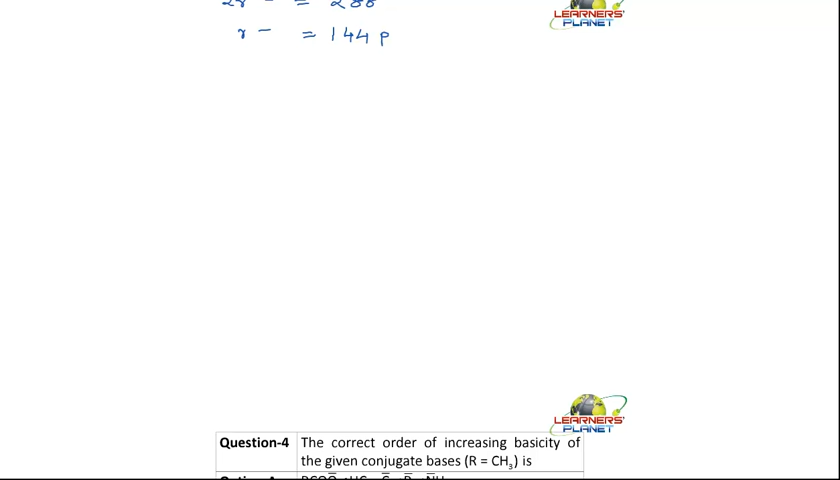 = 288
LEARNERS'
PLANET
r – = 144 p
LEARNERS'
PLANET
Question-4 The correct order of increasing basicity of
the given conjugate bases (R = CH₃) is